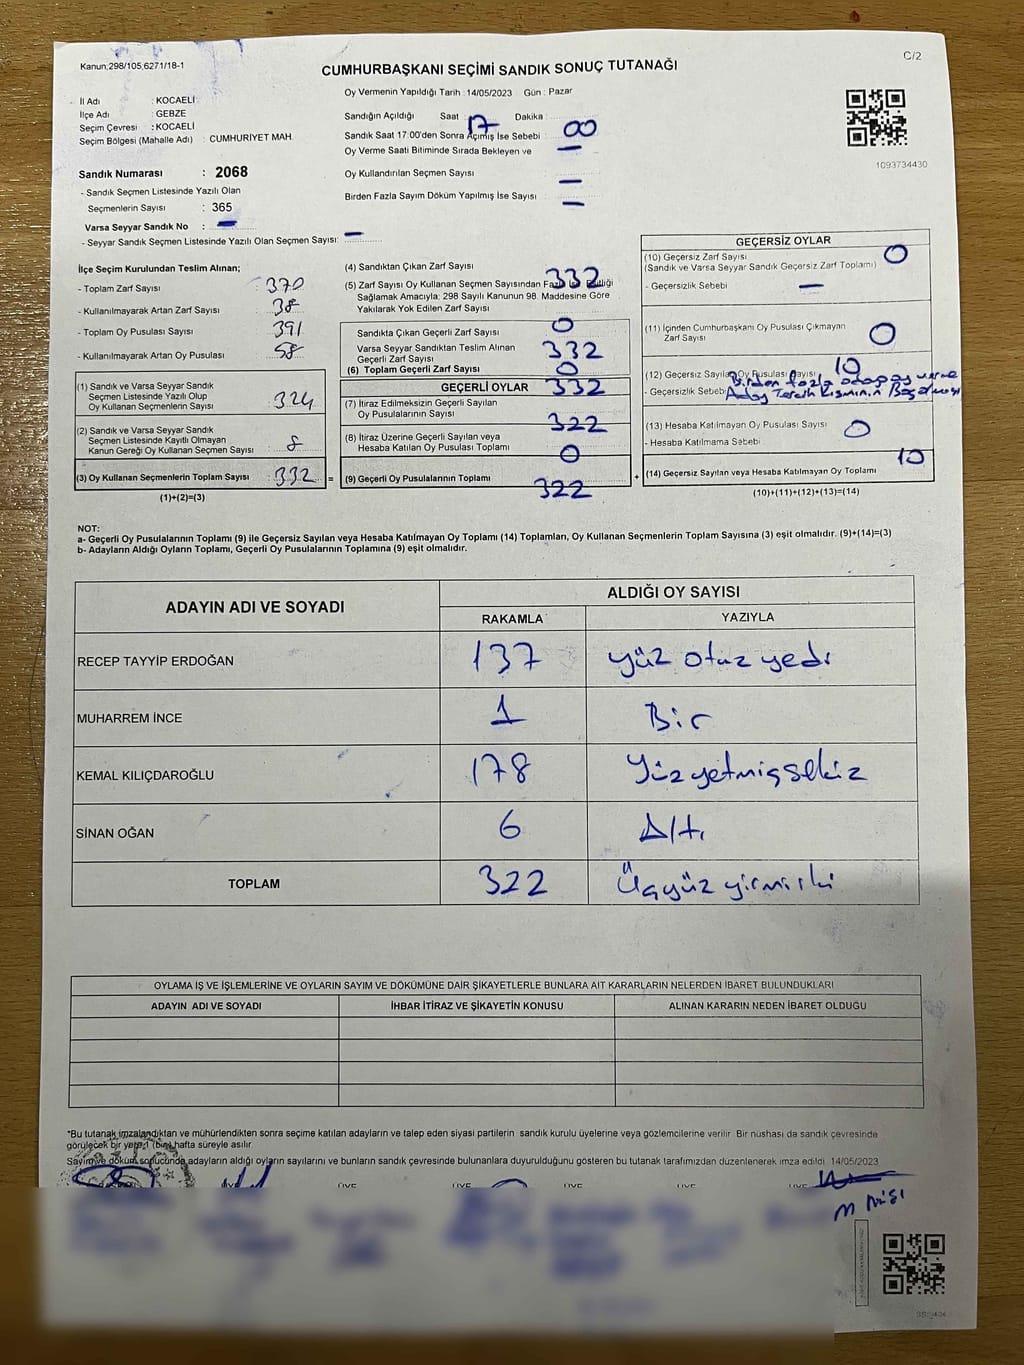 Kanun;298/105,6271/18-1
C/2
CUMHURBAŞKANI SEÇİMİ SANDIK SONUÇ TUTANAĞI
İl Adı : KOCAELİ
İlçe Adı : GEBZE
Seçim Çevresi : KOCAELİ
Seçim Bölgesi (Mahalle Adı) CUMHURİYET MAH.
Sandık Numarası : 2068
- Sandık Seçmen Listesinde Yazılı Olan
Seçmenlerin Sayısı : 365
Varsa Seyyar Sandık No : -
- Seyyar Sandık Seçmen Listesinde Yazılı Olan Seçmen Sayısı: -
Oy Vermenin Yapıldığı Tarih : 14/05/2023 Gün : Pazar
Sandığın Açıldığı Saat 17 Dakika : 00
Sandık Saat 17:00'den Sonra Açımış İse Sebebi -
Oy Verme Saati Bitiminde Sırada Bekleyen ve
Oy Kullandırılan Seçmen Sayısı -
Birden Fazla Sayım Döküm Yapılmış İse Sayısı -
1093734430
İlçe Seçim Kurulundan Teslim Alınan;
- Toplam Zarf Sayısı : 370
- Kullanılmayarak Artan Zarf Sayısı : 38
- Toplam Oy Pusulası Sayısı : 391
- Kullanılmayarak Artan Oy Pusulası : 58
(1) Sandık ve Varsa Seyyar Sandık
Seçmen Listesinde Yazılı Olup
Oy Kullanan Seçmenlerin Sayısı : 324
(2) Sandık ve Varsa Seyyar Sandık
Seçmen Listesinde Kayıtlı Olmayan
Kanun Gereği Oy Kullanan Seçmen Sayısı : 8
(3) Oy Kullanan Seçmenlerin Toplam Sayısı : 332 =
(1)+(2)=(3)
(4) Sandıktan Çıkan Zarf Sayısı 332
(5) Zarf Sayısı Oy Kullanan Seçmen Sayısından Fazla İse Eşitliği
Sağlamak Amacıyla; 298 Sayılı Kanunun 98. Maddesine Göre
Yakılarak Yok Edilen Zarf Sayısı 0
Sandıkta Çıkan Geçerli Zarf Sayısı 332
Varsa Seyyar Sandıktan Teslim Alınan
Geçerli Zarf Sayısı 0
(6) Toplam Geçerli Zarf Sayısı 332
GEÇERLİ OYLAR
(7) İtiraz Edilmeksizin Geçerli Sayılan
Oy Pusulalarının Sayısı 322
(8) İtiraz Üzerine Geçerli Sayılan veya
Hesaba Katılan Oy Pusulası Toplamı 0
(9) Geçerli Oy Pusulalarının Toplamı 322 +
GEÇERSİZ OYLAR
(10) Geçersiz Zarf Sayısı 0
(Sandık ve Varsa Seyyar Sandık Geçersiz Zarf Toplamı)
- Geçersizlik Sebebi -
(11) İçinden Cumhurbaşkanı Oy Pusulası Çıkmayan
Zarf Sayısı 0
(12) Geçersiz Sayılan Oy Pusulası Sayısı 10
- Geçersizlik Sebebi Birden fazla adaya oy verme
Aday Tercih Kısmının Boş olması
(13) Hesaba Katılmayan Oy Pusulası Sayısı 0
- Hesaba Katılmama Sebebi
(14) Geçersiz Sayılan veya Hesaba Katılmayan Oy Toplamı 10
(10)+(11)+(12)+(13)=(14)
NOT:
a- Geçerli Oy Pusulalarının Toplamı (9) ile Geçersiz Sayılan veya Hesaba Katılmayan Oy Toplamı (14) Toplamları, Oy Kullanan Seçmenlerin Toplam Sayısına (3) eşit olmalıdır. (9)+(14)=(3)
b- Adayların Aldığı Oyların Toplamı, Geçerli Oy Pusulalarının Toplamına (9) eşit olmalıdır.
ADAYIN ADI VE SOYADI ALDIĞI OY SAYISI
RAKAMLA YAZIYLA
RECEP TAYYİP ERDOĞAN 137 yüz otuz yedi
MUHARREM İNCE 1 Bir
KEMAL KILIÇDAROĞLU 178 Yüz yetmiş sekiz
SİNAN OĞAN 6 Altı
TOPLAM 322 Üçyüz yirmi iki
OYLAMA İŞ VE İŞLEMLERİNE VE OYLARIN SAYIM VE DÖKÜMÜNE DAİR ŞİKAYETLERLE BUNLARA AİT KARARLARIN NELERDEN İBARET BULUNDUKLARI
ADAYIN ADI VE SOYADI İHBAR İTİRAZ VE ŞİKAYETİN KONUSU ALINAN KARARIN NEDEN İBARET OLDUĞU
*Bu tutanak imzalandıktan ve mühürlendikten sonra seçime katılan adayların ve talep eden siyasi partilerin sandık kurulu üyelerine veya gözlemcilerine verilir. Bir nüshası da sandık çevresinde
görülecek bir yere 1 (bir) hafta süreyle asılır.
Sayım ve döküm sonucunda adayların aldığı oyların sayılarını ve bunların sandık çevresinde bulunanlara duyurulduğunu gösteren bu tutanak tarafımızdan düzenlenerek imza edildi. 14/05/2023
ÜYE ÜYE ÜYE ÜYE ÜYE